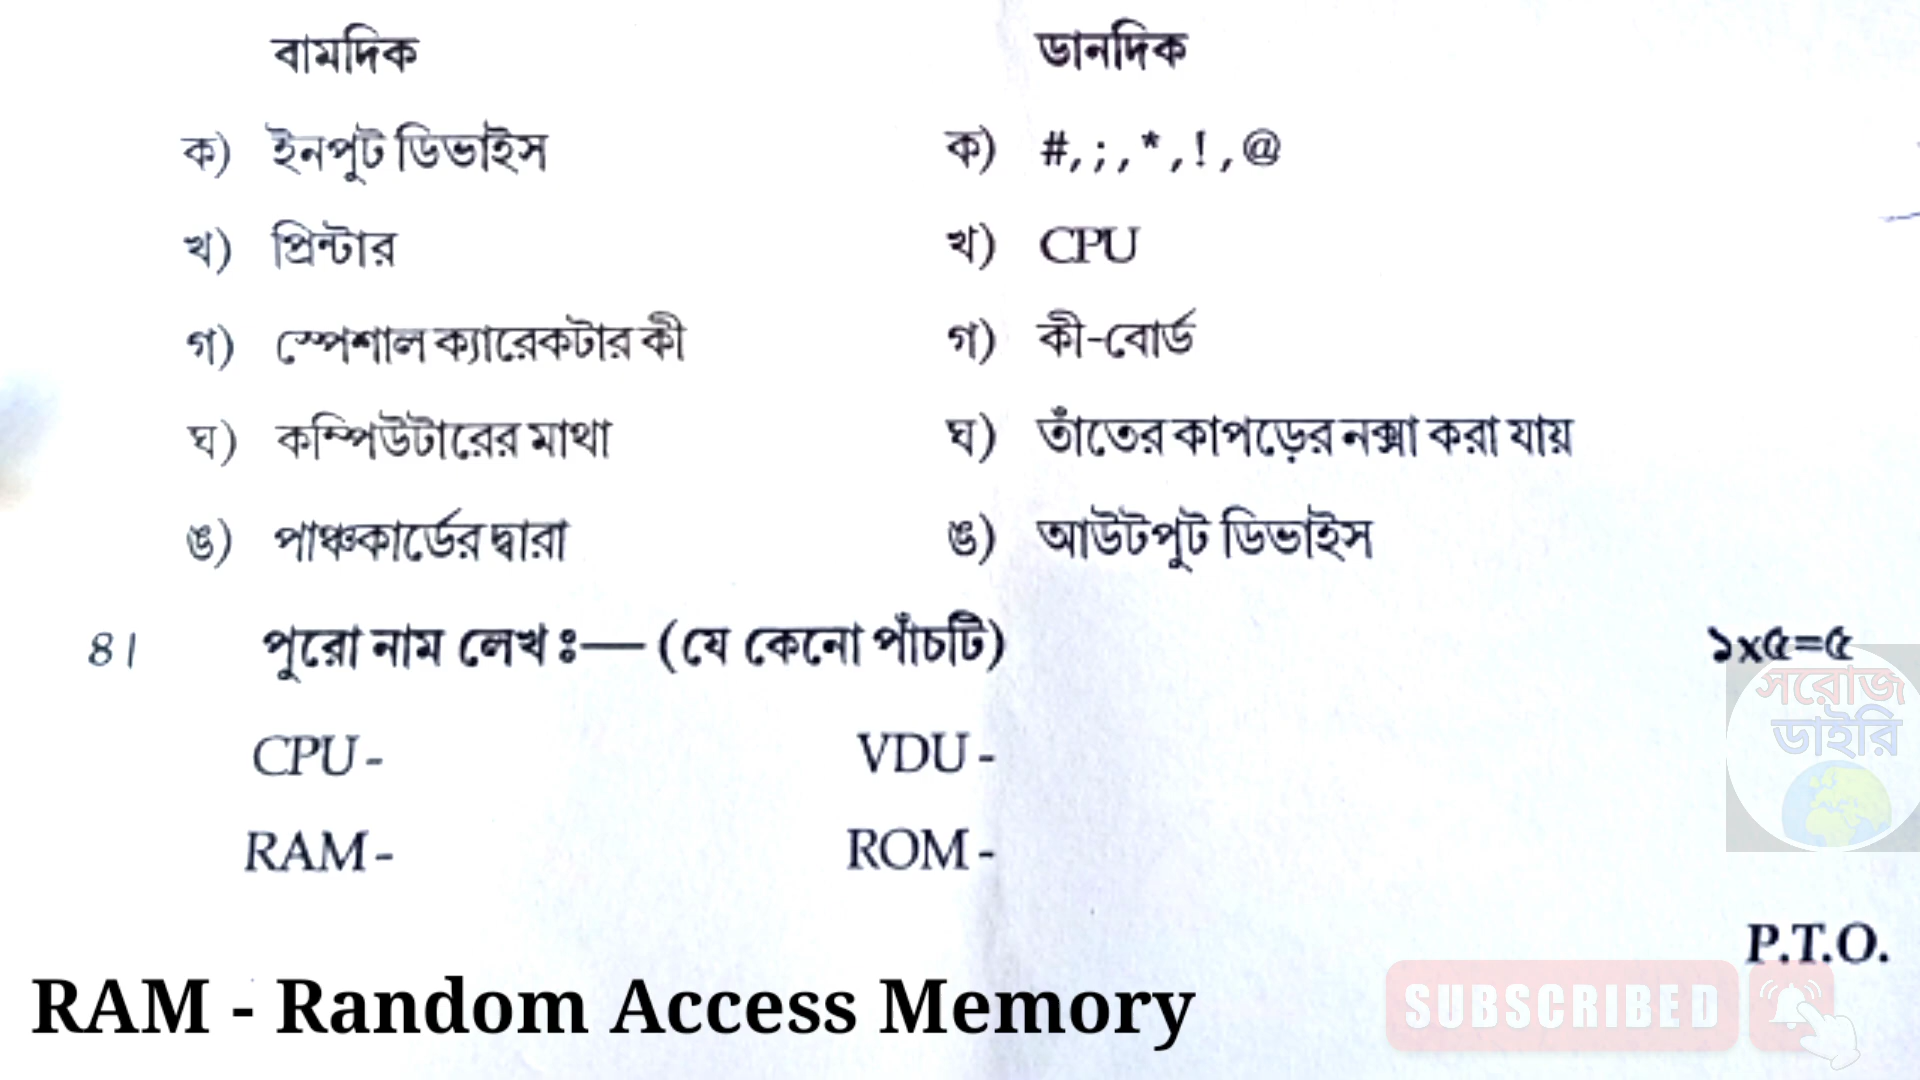 বামদিক ডানদিক
ক) ইনপুট ডিভাইস ক) #, ; , * , ! , @
খ) প্রিন্টার খ) CPU
গ) স্পেশাল ক্যারেকটার কী গ) কী-বোর্ড
ঘ) কম্পিউটারের মাথা ঘ) তাঁতের কাপড়ের নক্সা করা যায়
ঙ) পাঞ্চকার্ডের দ্বারা ঙ) আউটপুট ডিভাইস
৪। পুরো নাম লেখ ঃ— (যে কেনো পাঁচটি) ১x৫=৫
সরোজ
ডাইরি
CPU - VDU -
RAM - ROM -
P.T.O.
RAM - Random Access Memory
SUBSCRIBED